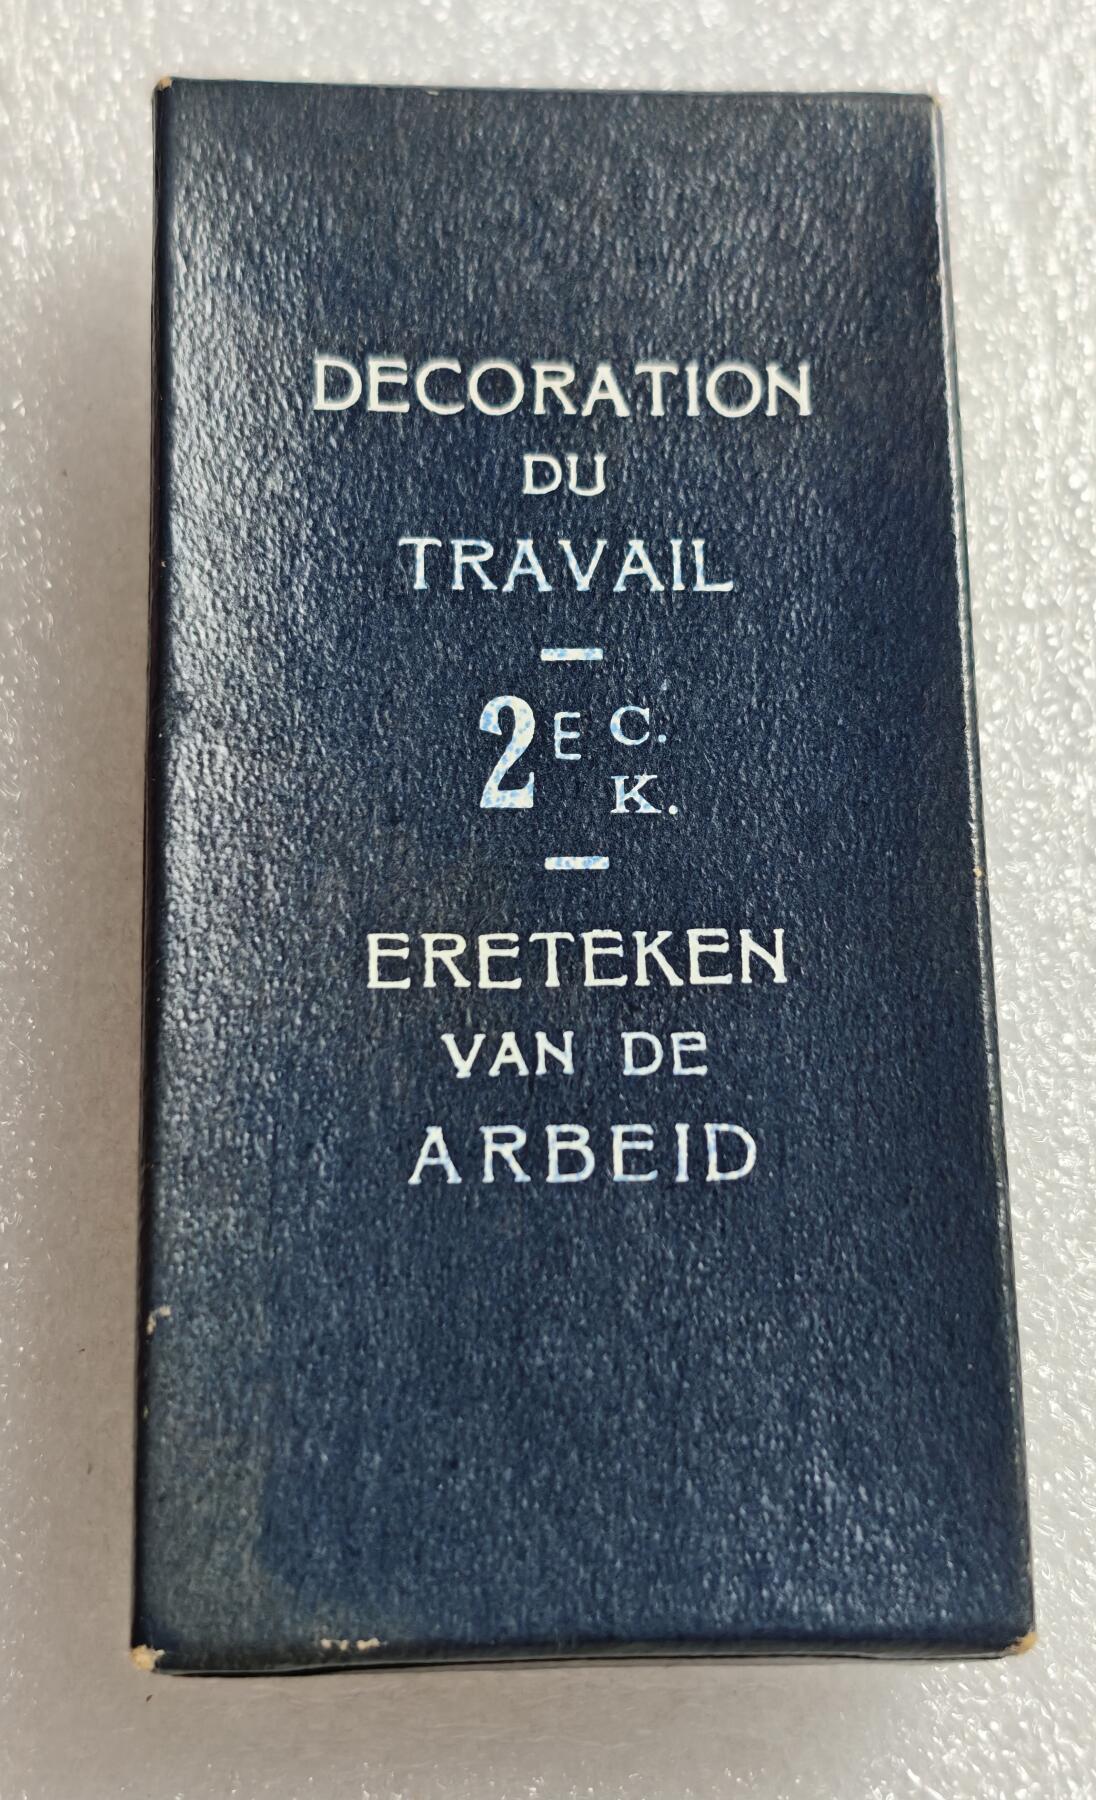 DECORATION
DU
TRAVAIL
2E C.
K.
ERETEKEN
VAN DE
ARBEID